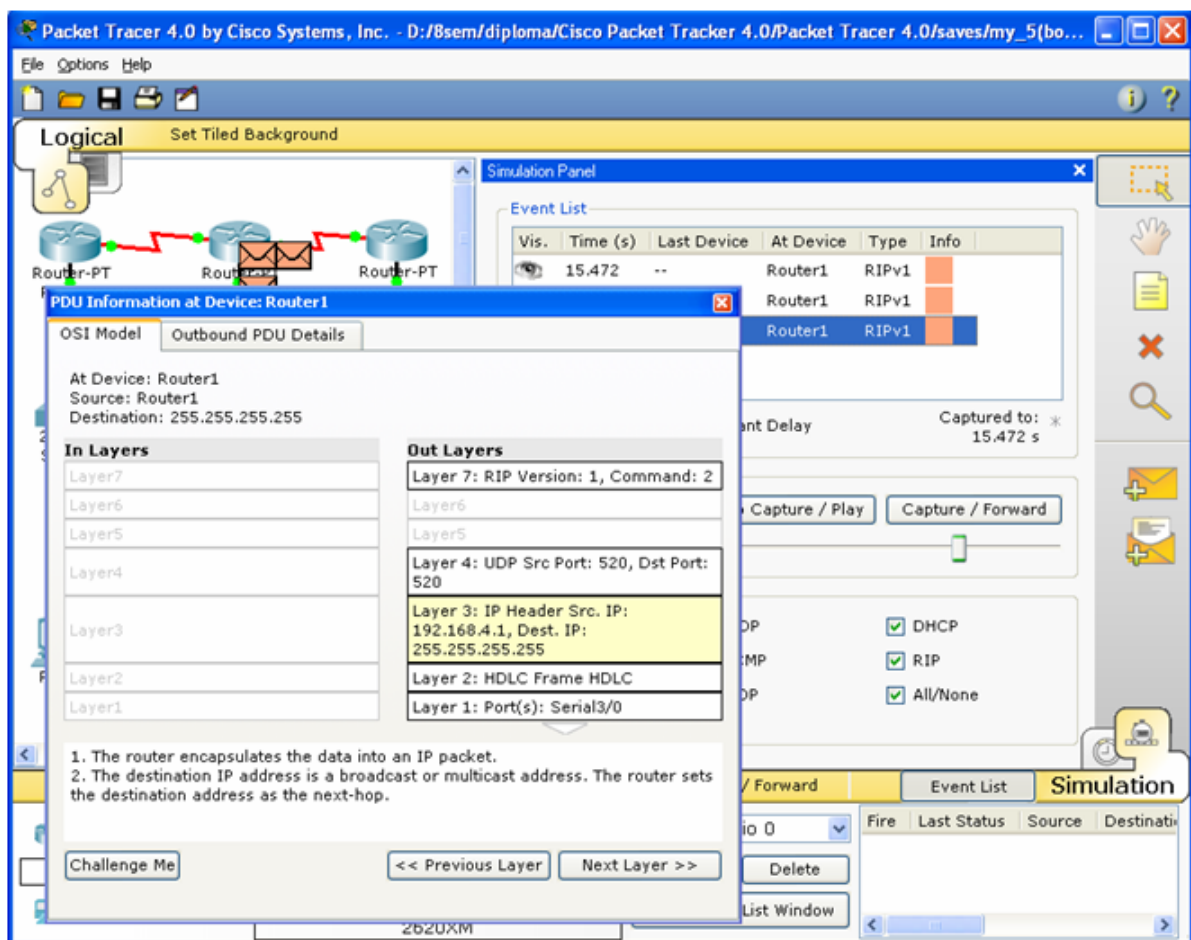 Packet Tracer 4.0 by Cisco Systems, Inc. - D:/8sem/diploma/Cisco Packet Tracker 4.0/Packet Tracer 4.0/saves/my_5(bo...
File Options Help
Logical Set Tiled Background
Simulation Panel
Event List
Vis. Time (s) Last Device At Device Type Info
15.472 -- Router1 RIPv1
Router1 RIPv1
Router1 RIPv1
Router-PT
Router-PT
PDU Information at Device: Router1
OSI Model Outbound PDU Details
At Device: Router1
Source: Router1
Destination: 255.255.255.255
In Layers
Layer7
Layer6
Layer5
Layer4
Layer3
Layer2
Layer1
Out Layers
Layer 7: RIP Version: 1, Command: 2
Layer6
Layer5
Layer 4: UDP Src Port: 520, Dst Port:
520
Layer 3: IP Header Src. IP:
192.168.4.1, Dest. IP:
255.255.255.255
Layer 2: HDLC Frame HDLC
Layer 1: Port(s): Serial3/0
1. The router encapsulates the data into an IP packet.
2. The destination IP address is a broadcast or multicast address. The router sets
the destination address as the next-hop.
Challenge Me << Previous Layer Next Layer >>
Delay
Captured to: *
15.472 s
Capture / Play Capture / Forward
DHCP
RIP
All/None
/ Forward Event List Simulation
Fire Last Status Source Destinati
0
Delete
List Window
2620XM